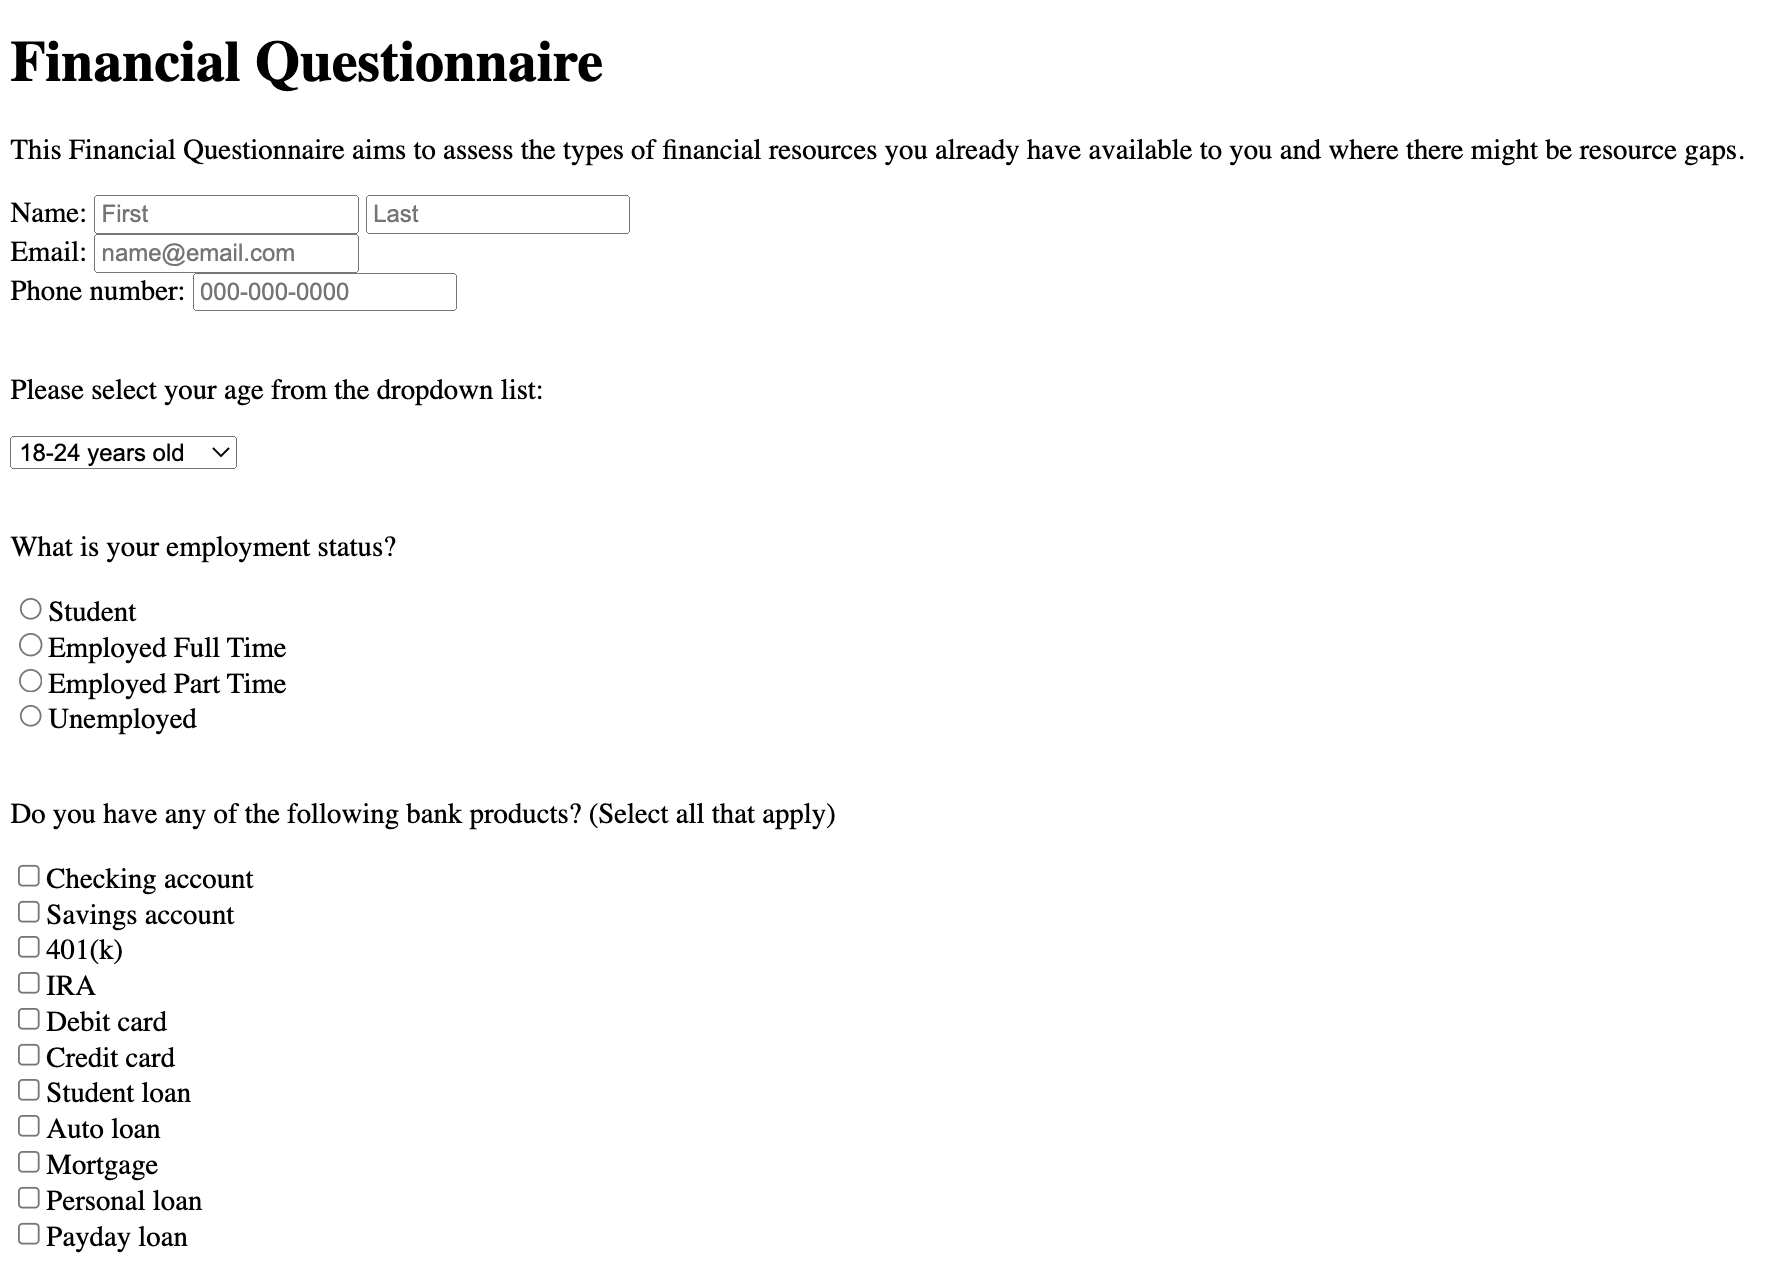 Financial Questionnaire
This Financial Questionnaire aims to assess the types of financial resources you already have available to you and where there might be resource gaps.
Name: First Last
Email: name@email.com
Phone number: 000-000-0000
Please select your age from the dropdown list:
18-24 years old
What is your employment status?
Student
Employed Full Time
Employed Part Time
Unemployed
Do you have any of the following bank products? (Select all that apply)
Checking account
Savings account
401(k)
IRA
Debit card
Credit card
Student loan
Auto loan
Mortgage
Personal loan
Payday loan